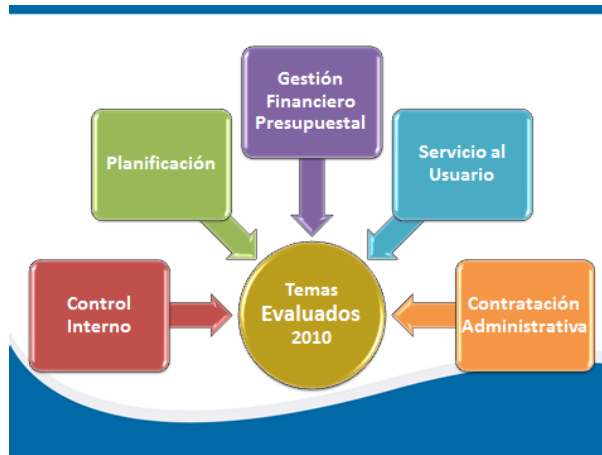 Gestión
Financiero
Presupuestal
Planificación
Servicio al
Usuario
Control
Interno
Temas
Evaluados
2010
Contratación
Administrativa